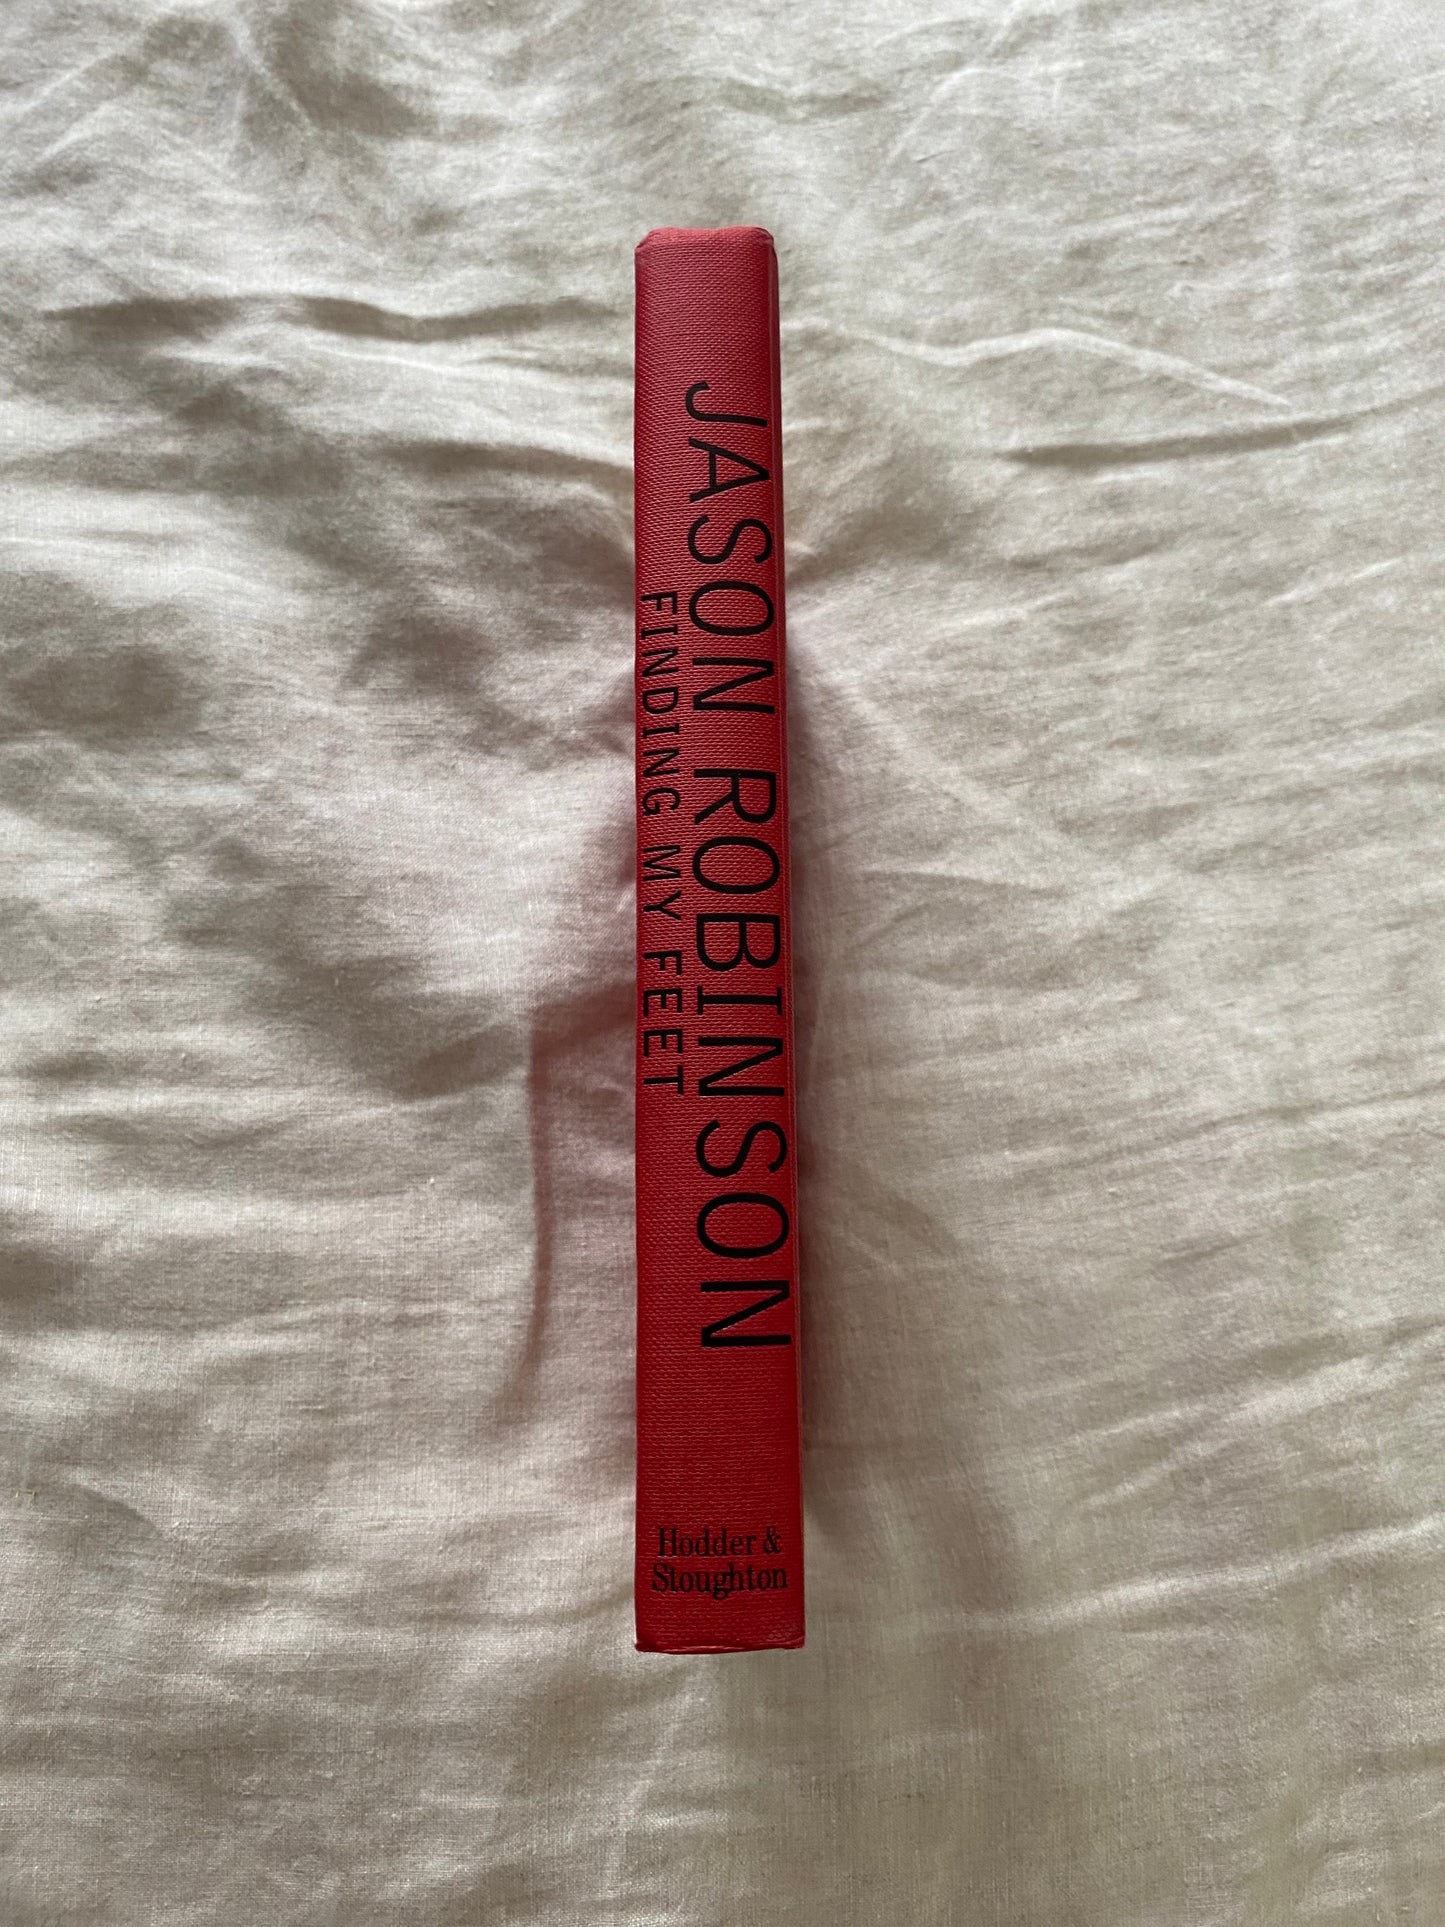 JASON ROBINSON
FINDING MY FEET
Hodder &
Stoughton